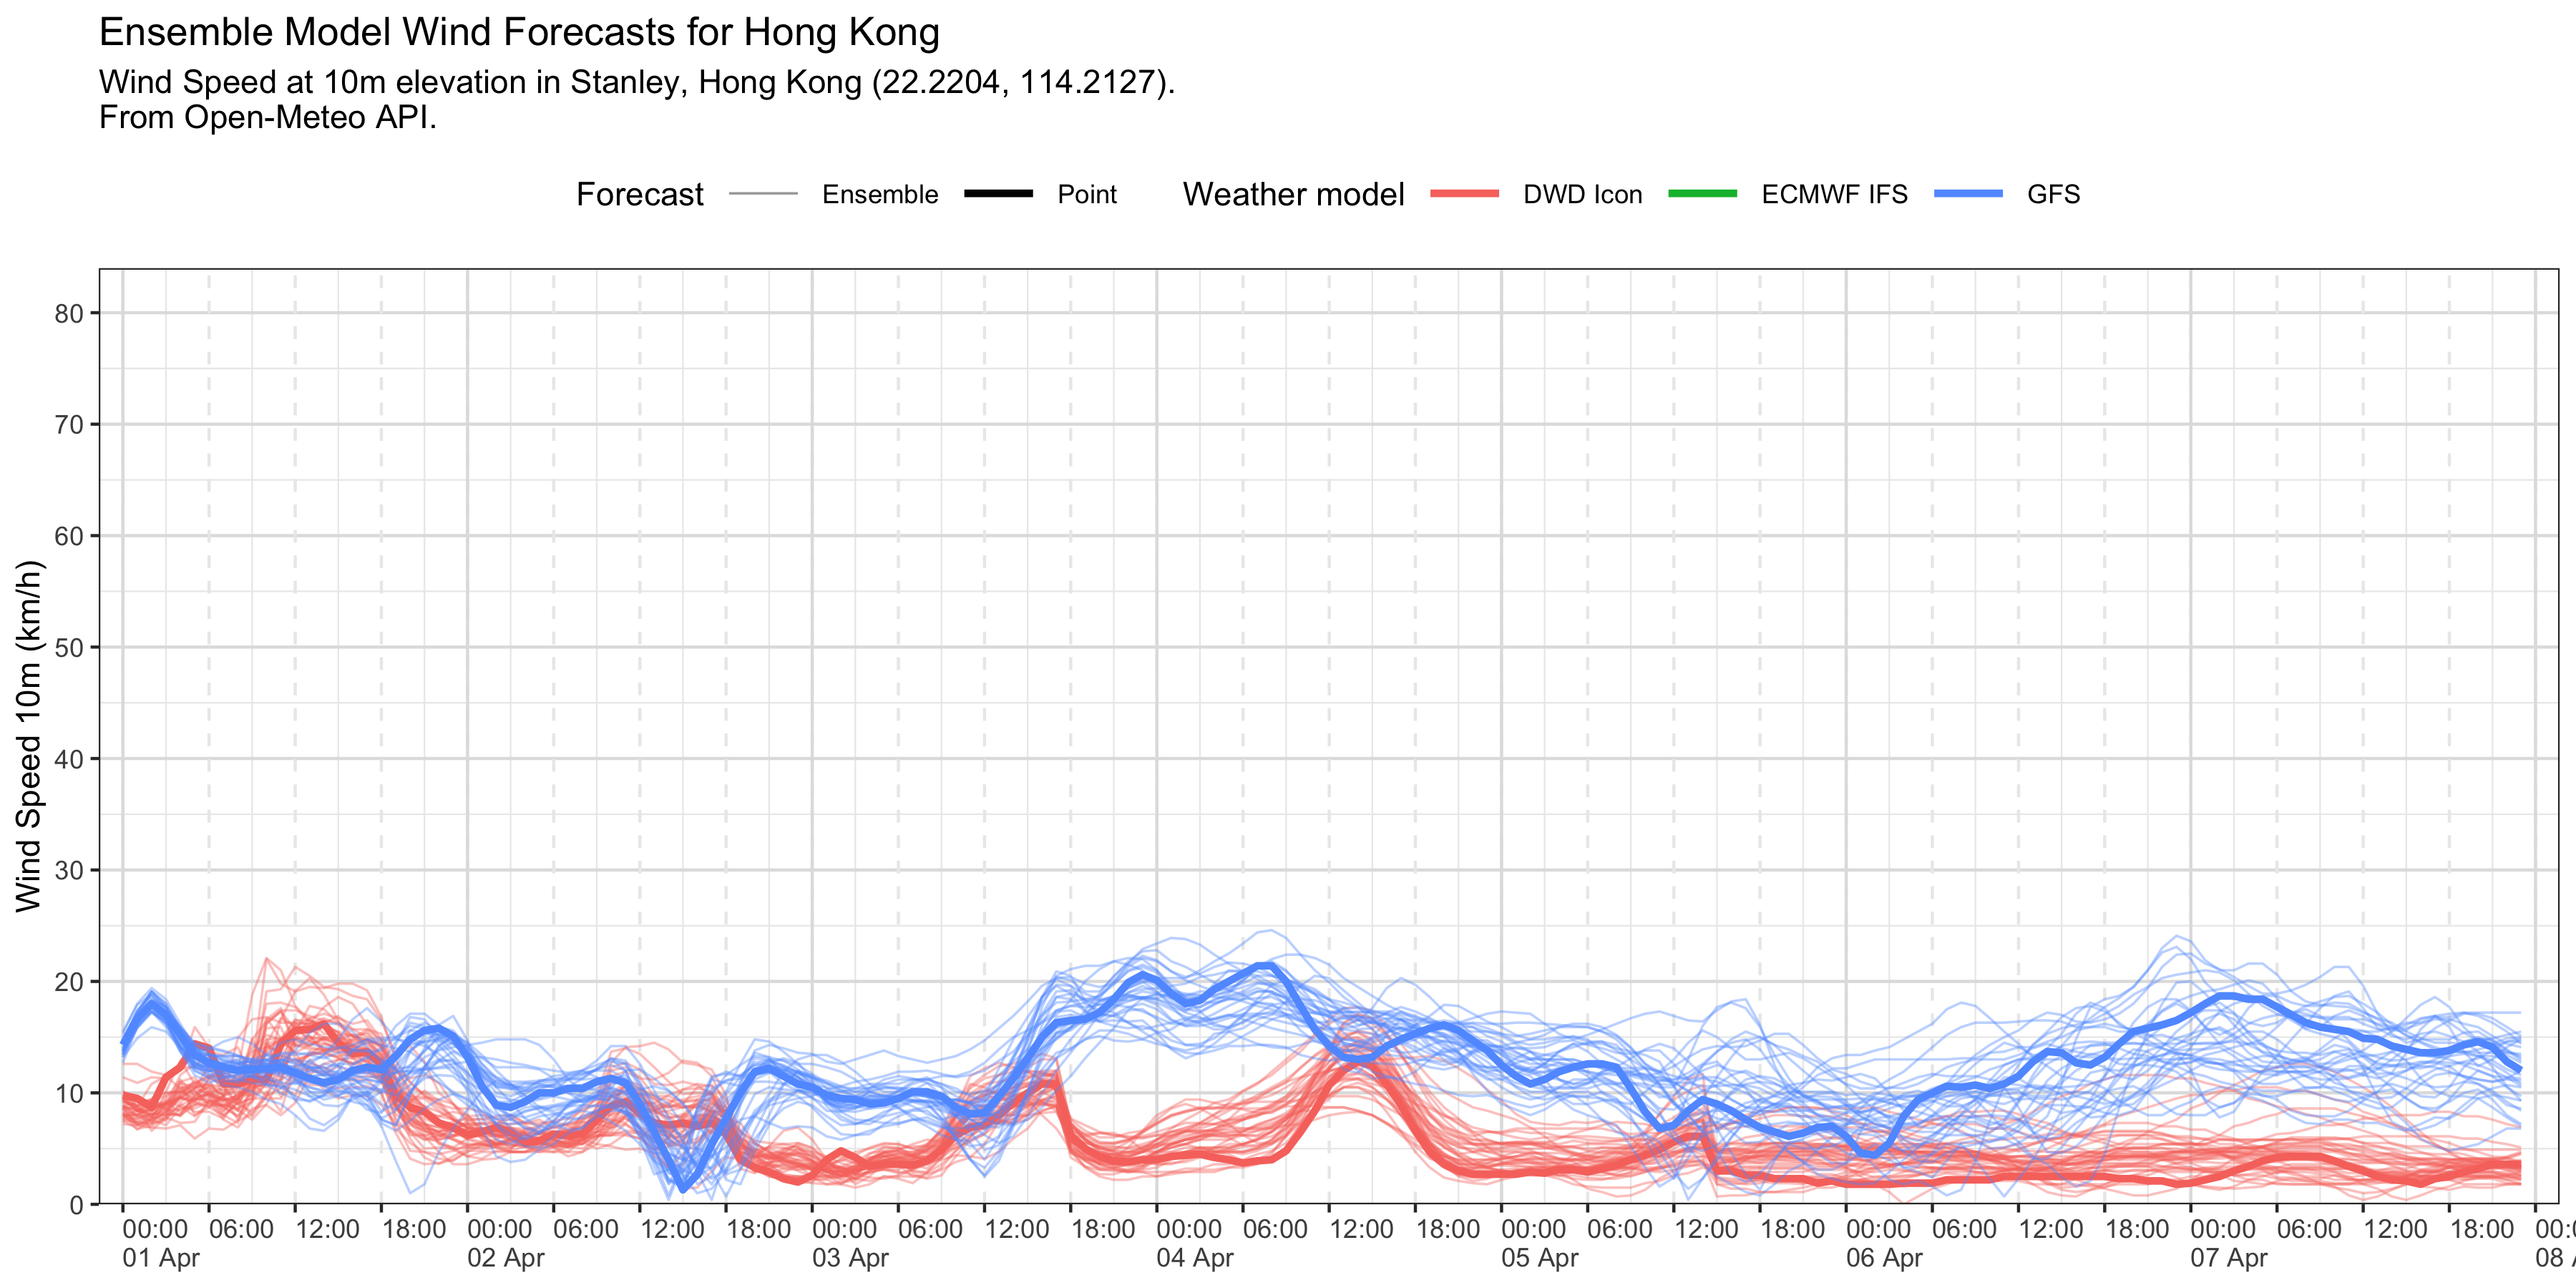 Ensemble Model Wind Forecasts for Hong Kong
Wind Speed at 10m elevation in Stanley, Hong Kong (22.2204, 114.2127).
From Open-Meteo API.
Forecast Ensemble Point Weather model DWD Icon ECMWF IFS GFS
Wind Speed 10m (km/h)
80
70
60
50
40
30
20
10
0
00:00 06:00 12:00 18:00 00:00 06:00 12:00 18:00 00:00 06:00 12:00 18:00 00:00 06:00 12:00 18:00 00:00 06:00 12:00 18:00 00:00 06:00 12:00 18:00 00:00 06:00 12:00 18:00
01 Apr 02 Apr 03 Apr 04 Apr 05 Apr 06 Apr 07 Apr 08